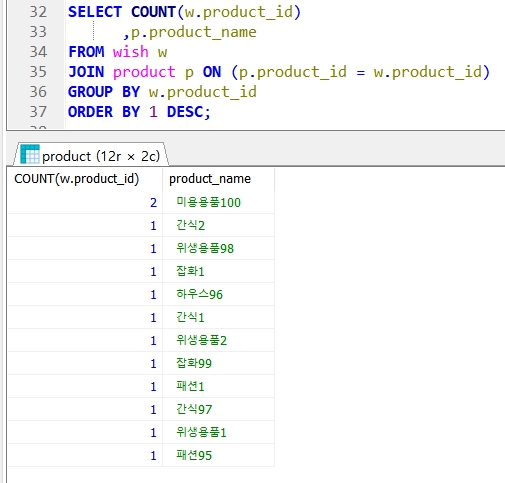 32 SELECT COUNT(w.product_id)
33 ,p.product_name
34 FROM wish w
35 JOIN product p ON (p.product_id = w.product_id)
36 GROUP BY w.product_id
37 ORDER BY 1 DESC;
product (12r × 2c)
COUNT(w.product_id) product_name
2 미용용품100
1 간식2
1 위생용품98
1 잡화1
1 하우스96
1 간식1
1 위생용품2
1 잡화99
1 패션1
1 간식97
1 위생용품1
1 패션95